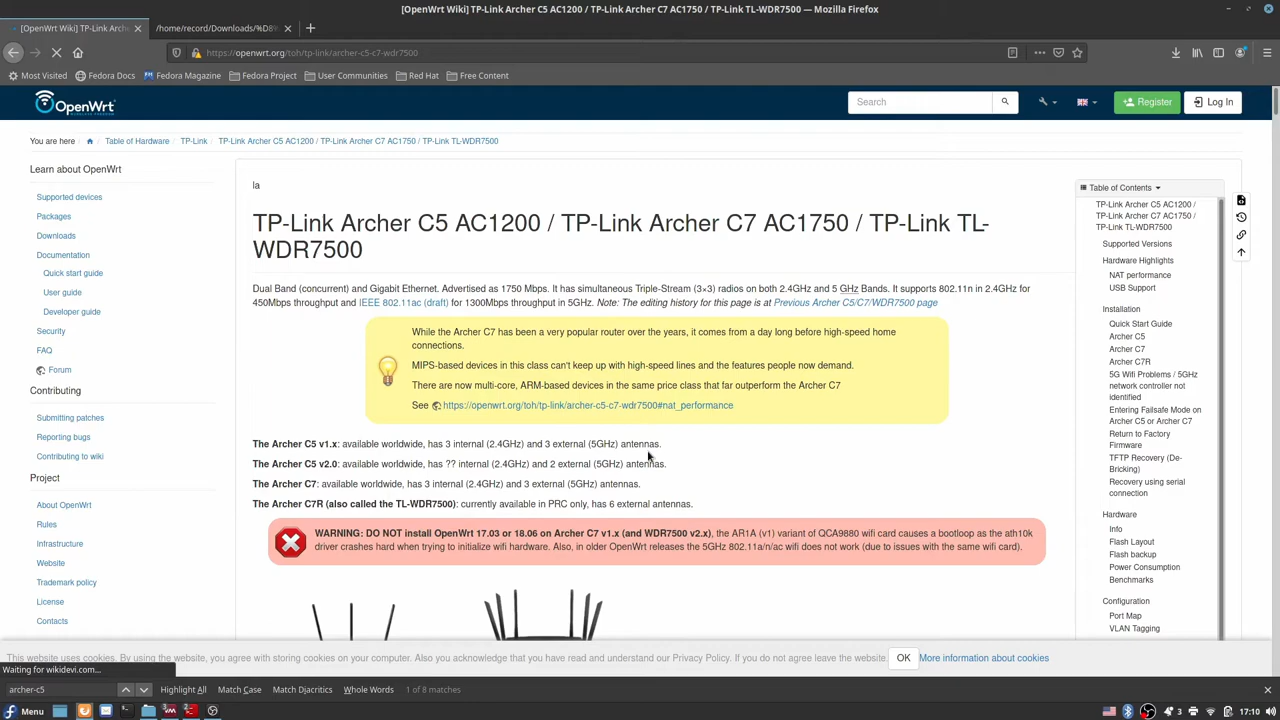 [OpenWrt Wiki] TP-Link Archer C5 AC1200 / TP-Link Archer C7 AC1750 / TP-Link TL-WDR7500 — Mozilla Firefox
[OpenWrt Wiki] TP-Link Arch
/home/record/Downloads/%D8%
https://openwrt.org/toh/tp-link/archer-c5-c7-wdr7500
Most Visited
Fedora Docs
Fedora Magazine
Fedora Project
User Communities
Red Hat
Free Content
OpenWrt
WIRELESS FREEDOM
Search
Register
Log In
You are here
Table of Hardware
TP-Link
TP-Link Archer C5 AC1200 / TP-Link Archer C7 AC1750 / TP-Link TL-WDR7500
Learn about OpenWrt
Supported devices
Packages
Downloads
Documentation
Quick start guide
User guide
Developer guide
Security
FAQ
Forum
Contributing
Submitting patches
Reporting bugs
Contributing to wiki
Project
About OpenWrt
Rules
Infrastructure
Website
Trademark policy
License
Contacts
la
TP-Link Archer C5 AC1200 / TP-Link Archer C7 AC1750 / TP-Link TL-
WDR7500
Dual Band (concurrent) and Gigabit Ethernet. Advertised as 1750 Mbps. It has simultaneous Triple-Stream (3×3) radios on both 2.4GHz and 5 GHz Bands. It supports 802.11n in 2.4GHz for
450Mbps throughput and IEEE 802.11ac (draft) for 1300Mbps throughput in 5GHz. Note: The editing history for this page is at Previous Archer C5/C7/WDR7500 page
While the Archer C7 has been a very popular router over the years, it comes from a day long before high-speed home
connections.
MIPS-based devices in this class can't keep up with high-speed lines and the features people now demand.
There are now multi-core, ARM-based devices in the same price class that far outperform the Archer C7
See https://openwrt.org/toh/tp-link/archer-c5-c7-wdr7500#nat_performance
The Archer C5 v1.x: available worldwide, has 3 internal (2.4GHz) and 3 external (5GHz) antennas.
The Archer C5 v2.0: available worldwide, has ?? internal (2.4GHz) and 2 external (5GHz) antennas.
The Archer C7: available worldwide, has 3 internal (2.4GHz) and 3 external (5GHz) antennas.
The Archer C7R (also called the TL-WDR7500): currently available in PRC only, has 6 external antennas.
WARNING: DO NOT install OpenWrt 17.03 or 18.06 on Archer C7 v1.x (and WDR7500 v2.x), the AR1A (v1) variant of QCA9880 wifi card causes a bootloop as the ath10k
driver crashes hard when trying to initialize wifi hardware. Also, in older OpenWrt releases the 5GHz 802.11a/n/ac wifi does not work (due to issues with the same wifi card).
Table of Contents
TP-Link Archer C5 AC1200 /
TP-Link Archer C7 AC1750 /
TP-Link TL-WDR7500
Supported Versions
Hardware Highlights
NAT performance
USB Support
Installation
Quick Start Guide
Archer C5
Archer C7
Archer C7R
5G Wifi Problems / 5GHz
network controller not
identified
Entering Failsafe Mode on
Archer C5 or Archer C7
Return to Factory
Firmware
TFTP Recovery (De-
Bricking)
Recovery using serial
connection
Hardware
Info
Flash Layout
Flash backup
Power Consumption
Benchmarks
Configuration
Port Map
VLAN Tagging
This website uses cookies. By using the website, you agree with storing cookies on your computer. Also you acknowledge that you have read and understand our Privacy Policy. If you do not agree leave the website.
OK
More information about cookies
Waiting for wikidevi.com...
archer-c5
Highlight All
Match Case
Match Diacritics
Whole Words
1 of 8 matches
Menu
3
17:10